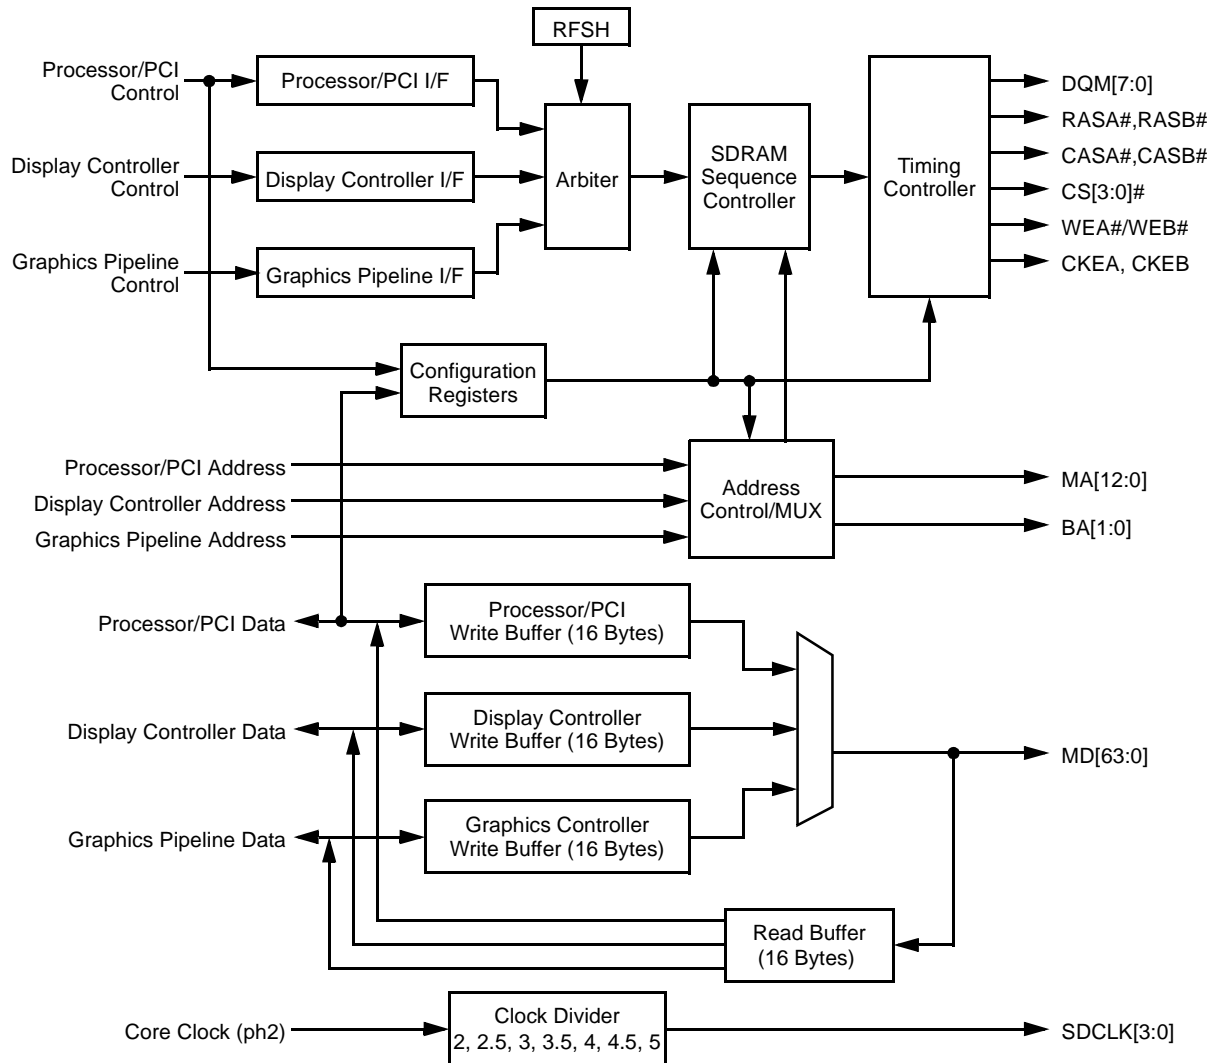 RFSH
Processor/PCI
Control
Processor/PCI I/F
DQM[7:0]
RASA#,RASB#
CASA#,CASB#
CS[3:0]#
WEA#/WEB#
CKEA, CKEB
Display Controller
Control
Display Controller I/F
Arbiter
SDRAM
Sequence
Controller
Timing
Controller
Graphics Pipeline
Control
Graphics Pipeline I/F
Configuration
Registers
Processor/PCI Address
Display Controller Address
Graphics Pipeline Address
Address
Control/MUX
MA[12:0]
BA[1:0]
Processor/PCI Data
Processor/PCI
Write Buffer (16 Bytes)
Display Controller Data
Display Controller
Write Buffer (16 Bytes)
MD[63:0]
Graphics Pipeline Data
Graphics Controller
Write Buffer (16 Bytes)
Read Buffer
(16 Bytes)
Core Clock (ph2)
Clock Divider
2, 2.5, 3, 3.5, 4, 4.5, 5
SDCLK[3:0]